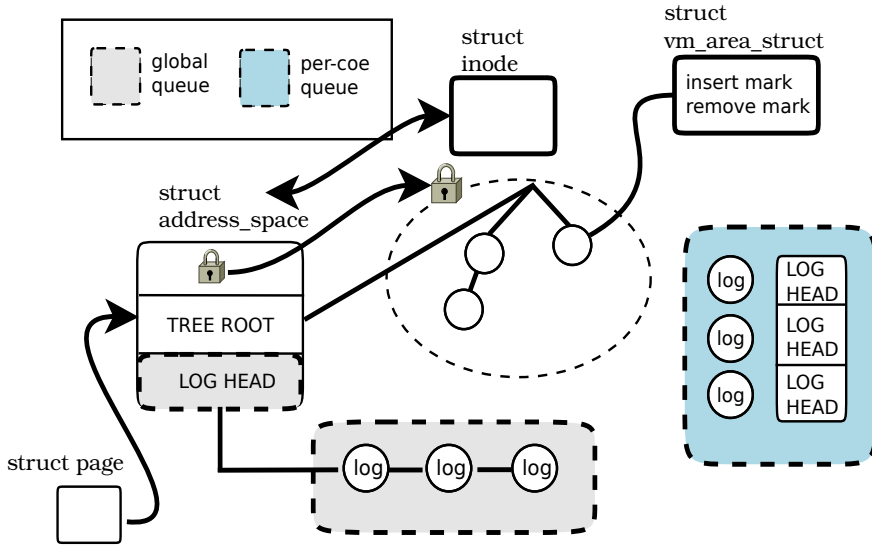 global
queue
per-coe
queue
struct
inode
struct
vm_area_struct
insert mark
remove mark
struct
address_space
TREE ROOT
LOG HEAD
struct page
log
log
log
log
LOG
HEAD
log
LOG
HEAD
log
LOG
HEAD